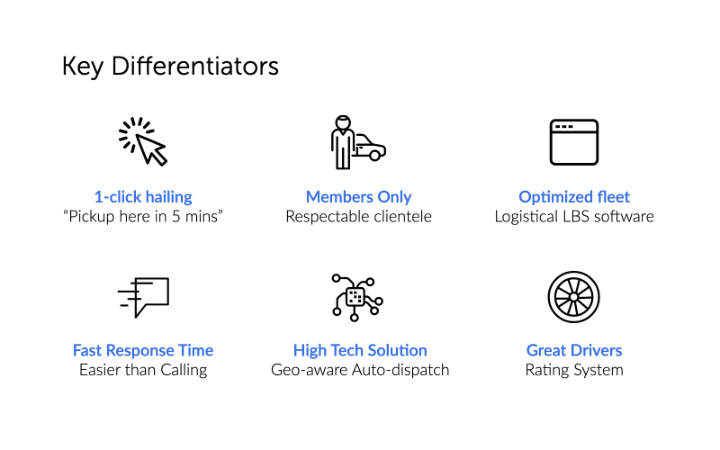 Key Differentiators
1-click hailing
“Pickup here in 5 mins”
Members Only
Respectable clientele
Optimized fleet
Logistical LBS software
Fast Response Time
Easier than Calling
High Tech Solution
Geo-aware Auto-dispatch
Great Drivers
Rating System